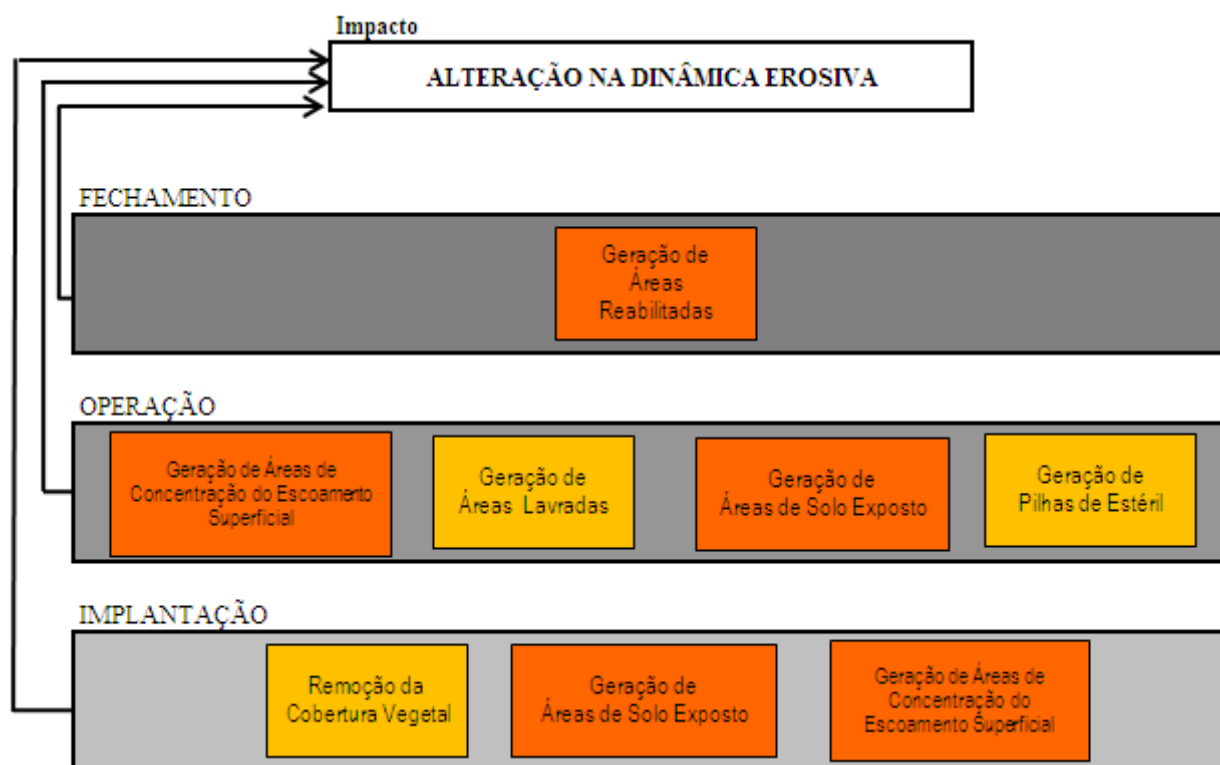 Impacto
ALTERAÇÃO NA DINÂMICA EROSIVA
FECHAMENTO
Geração de
Áreas
Reabilitadas
OPERAÇÃO
Geração de Áreas de
Concentração do Escoamento
Superficial
Geração de
Áreas Lavradas
Geração de
Áreas de Solo Exposto
Geração de
Pilhas de Estéril
IMPLANTAÇÃO
Remoção da
Cobertura Vegetal
Geração de
Áreas de Solo Exposto
Geração de Áreas de
Concentração do
Escoamento Superficial